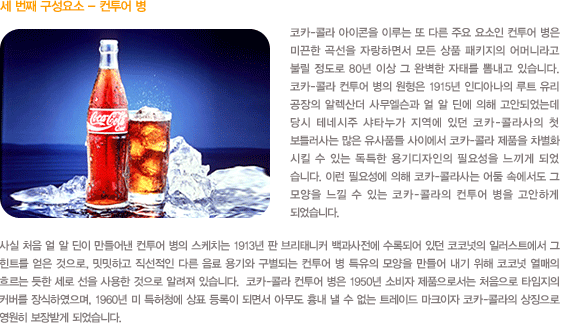 세 번째 구성요소 - 컨투어 병
코카-콜라 아이콘을 이루는 또 다른 주요 요소인 컨투어 병은
미끈한 곡선을 자랑하면서 모든 상품 패키지의 어머니라고
불릴 정도로 80년 이상 그 완벽한 자태를 뽐내고 있습니다.
코카-콜라 컨투어 병의 원형은 1915년 인디아나의 루트 유리
공장의 알렉산더 사무엘슨과 얼 알 딘에 의해 고안되었는데
당시 테네시주 샤타누가 지역에 있던 코카-콜라사의 첫
보틀러사는 많은 유사품들 사이에서 코카-콜라 제품을 차별화
시킬 수 있는 독특한 용기디자인의 필요성을 느끼게 되었
습니다. 이런 필요성에 의해 코카-콜라사는 어둠 속에서도 그
모양을 느낄 수 있는 코카-콜라의 컨투어 병을 고안하게
되었습니다.
Coca-Cola
사실 처음 얼 알 딘이 만들어낸 컨투어 병의 스케치는 1913년 판 브리태니커 백과사전에 수록되어 있던 코코넛의 일러스트에서 그
힌트를 얻은 것으로, 밋밋하고 직선적인 다른 음료 용기와 구별되는 컨투어 병 특유의 모양을 만들어 내기 위해 코코넛 열매의
흐르는 듯한 세로 선을 사용한 것으로 알려져 있습니다. 코카-콜라 컨투어 병은 1950년 소비자 제품으로서는 처음으로 타임지의
커버를 장식하였으며, 1960년 미 특허청에 상표 등록이 되면서 아무도 흉내 낼 수 없는 트레이드 마크이자 코카-콜라의 상징으로
영원히 보장받게 되었습니다.